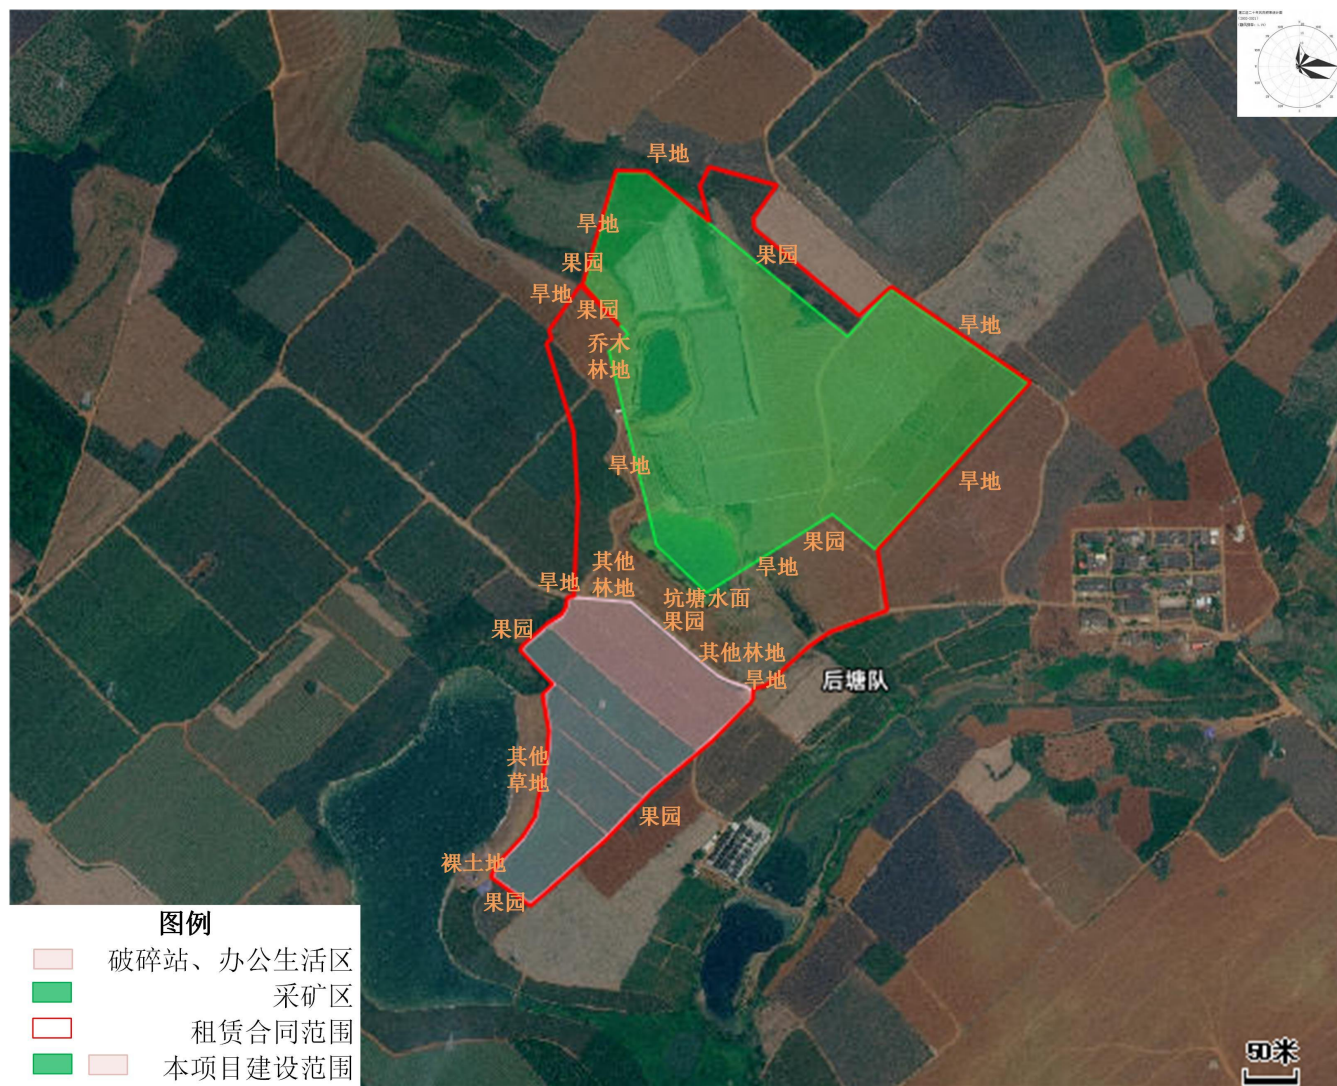 旱地
旱地
果园
果园
旱地
果园
旱地
乔木
林地
旱地
旱地
果园
其他
林地
旱地
旱地
坑塘水面
果园
果园
其他林地
旱地
后塘队
其他
草地
果园
裸土地
果园
图例
破碎站、办公生活区
采矿区
租赁合同范围
本项目建设范围
50米